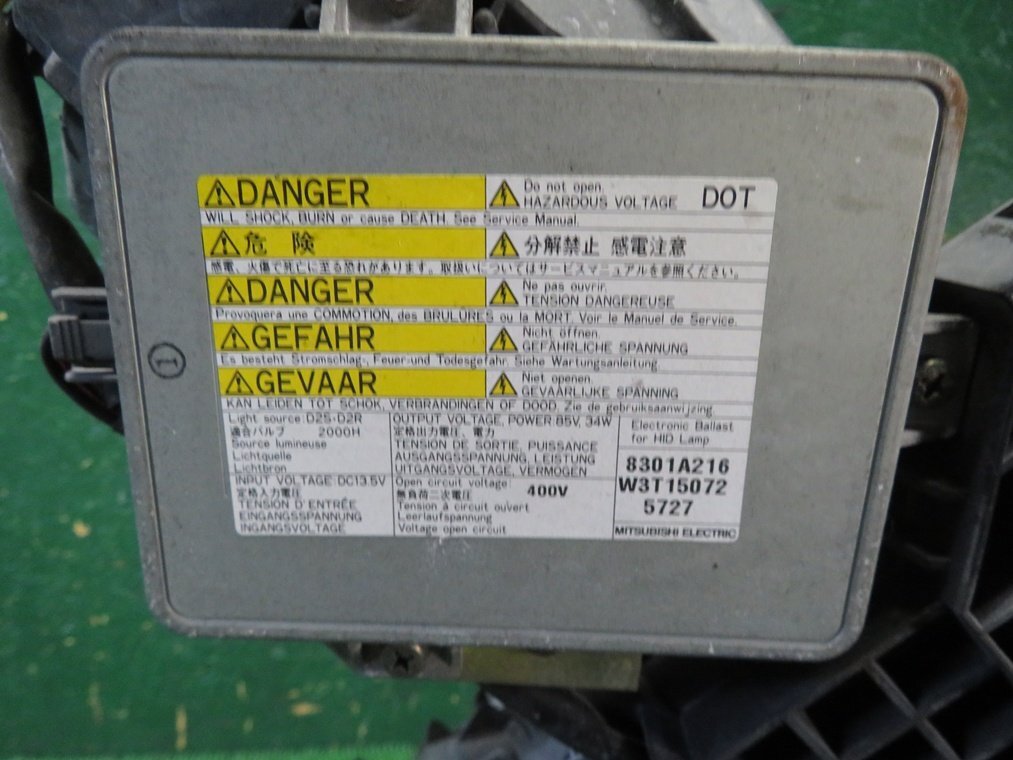 DANGER
Do not open.
HAZARDOUS VOLTAGE
DOT
WILL SHOCK, BURN or cause DEATH. See Service Manual.
危 険
分解禁止 感電注意
感電、火傷で死亡に至る恐れがあります。取扱いについてはサービスマニュアルを参照ください。
DANGER
Ne pas ouvrir.
TENSION DANGEREUSE
Provoquera une COMMOTION, des BRULURES ou la MORT. Voir le Manuel de Service.
GEFAHR
Nicht öffnen.
GEFÄHRLICHE SPANNUNG
Es besteht Stromschlag-, Feuer-und Todesgefahr. Siehe Wartungsanleitung.
GEVAAR
Niet openen.
GEVAARLIJKE SPANNING
KAN LEIDEN TOT SCHOK, VERBRANDINGEN OF DOOD. Zie de gebruiksaanwijzing.
Light source:D2S・D2R
適合バルブ 2000H
Source lumineuse
Lichtquelle
Lichtbron
OUTPUT VOLTAGE, POWER:85V, 34W
定格出力電圧、電力
TENSION DE SORTIE, PUISSANCE
AUSGANGSSPANNUNG, LEISTUNG
UITGANGSVOLTAGE, VERMOGEN
Electronic Ballast
for HID Lamp
8301A216
W3T15072
5727
MITSUBISHI ELECTRIC
INPUT VOLTAGE:DC13.5V
定格入力電圧
TENSION D'ENTRÉE
EINGANGSSPANNUNG
INGANGSVOLTAGE
Open circuit voltage:
400V
無負荷二次電圧
Tension à circuit ouvert
Leerlaufspannung
Voltage open circuit
1